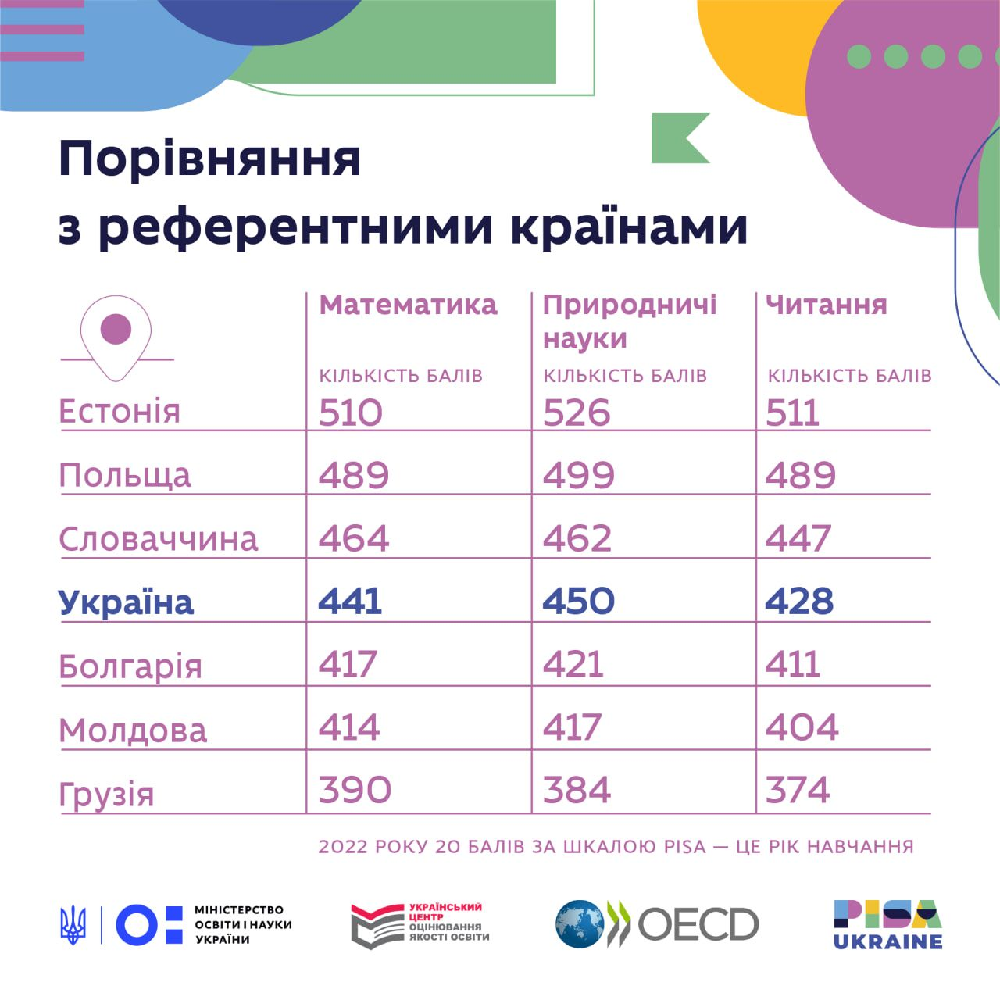 Порівняння
з референтними країнами
Математика Природничі Читання
науки
КІЛЬКІСТЬ БАЛІВ КІЛЬКІСТЬ БАЛІВ КІЛЬКІСТЬ БАЛІВ
Естонія 510 526 511
Польща 489 499 489
Словаччина 464 462 447
Україна 441 450 428
Болгарія 417 421 411
Молдова 414 417 404
Грузія 390 384 374
2022 РОКУ 20 БАЛІВ ЗА ШКАЛОЮ PISA — ЦЕ РІК НАВЧАННЯ
МІНІСТЕРСТВО
ОСВІТИ І НАУКИ
УКРАЇНИ
УКРАЇНСЬКИЙ
ЦЕНТР
ОЦІНЮВАННЯ
ЯКОСТІ ОСВІТИ
OECD
PISA
UKRAINE